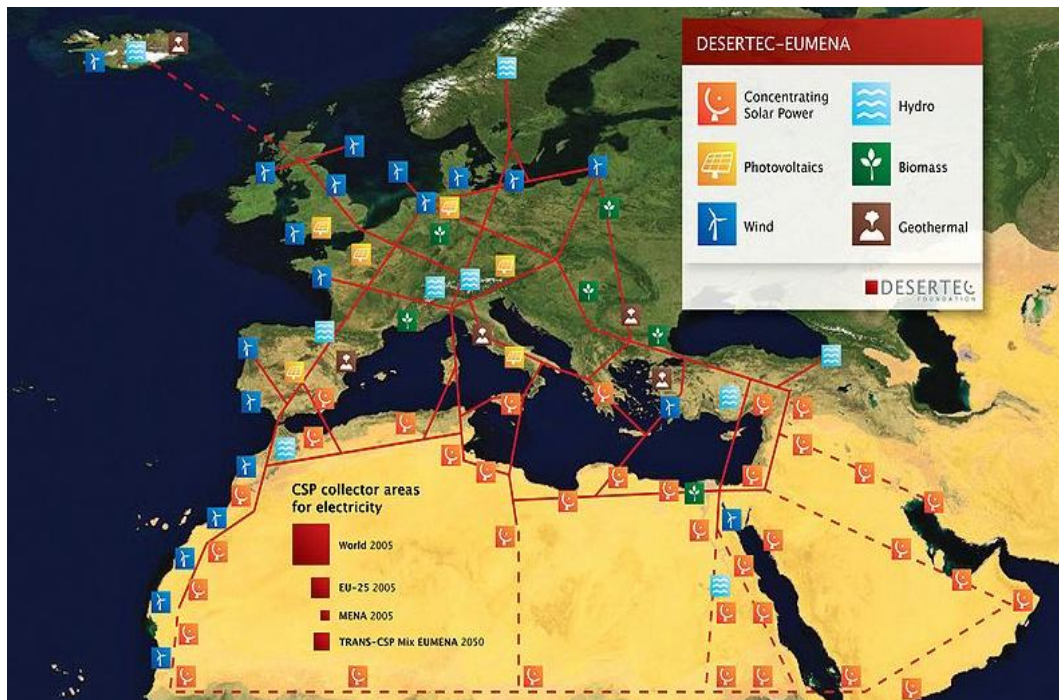 DESERTEC-EUMENA
Concentrating
Solar Power
Hydro
Photovoltaics
Biomass
Wind
Geothermal
DESERTEC
FOUNDATION
CSP collector areas
for electricity
World 2005
EU-25 2005
MENA 2005
TRANS-CSP Mix EUMENA 2050